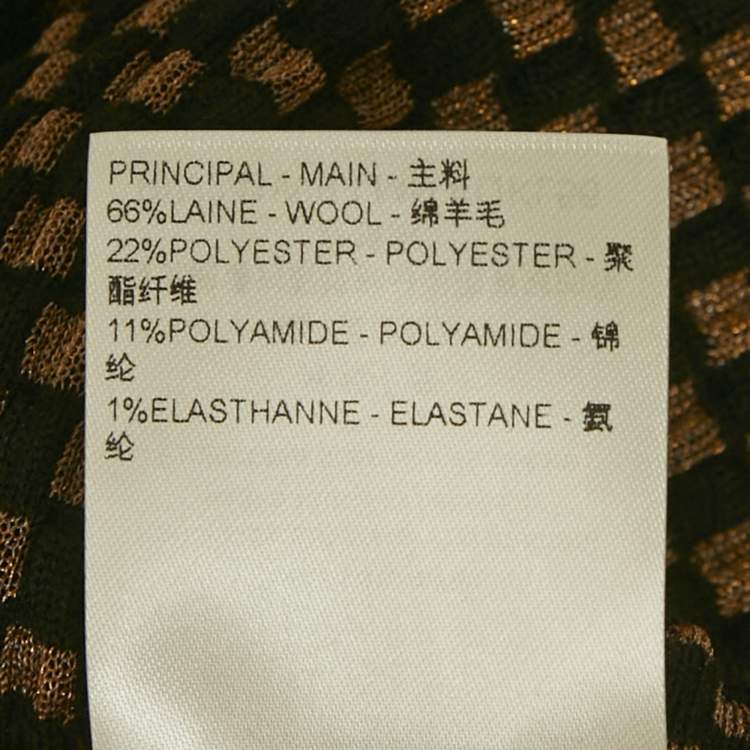 PRINCIPAL - MAIN - 主料
66%LAINE - WOOL - 绵羊毛
22%POLYESTER - POLYESTER - 聚
酯纤维
11%POLYAMIDE - POLYAMIDE - 锦
纶
1%ELASTHANNE - ELASTANE - 氨
纶